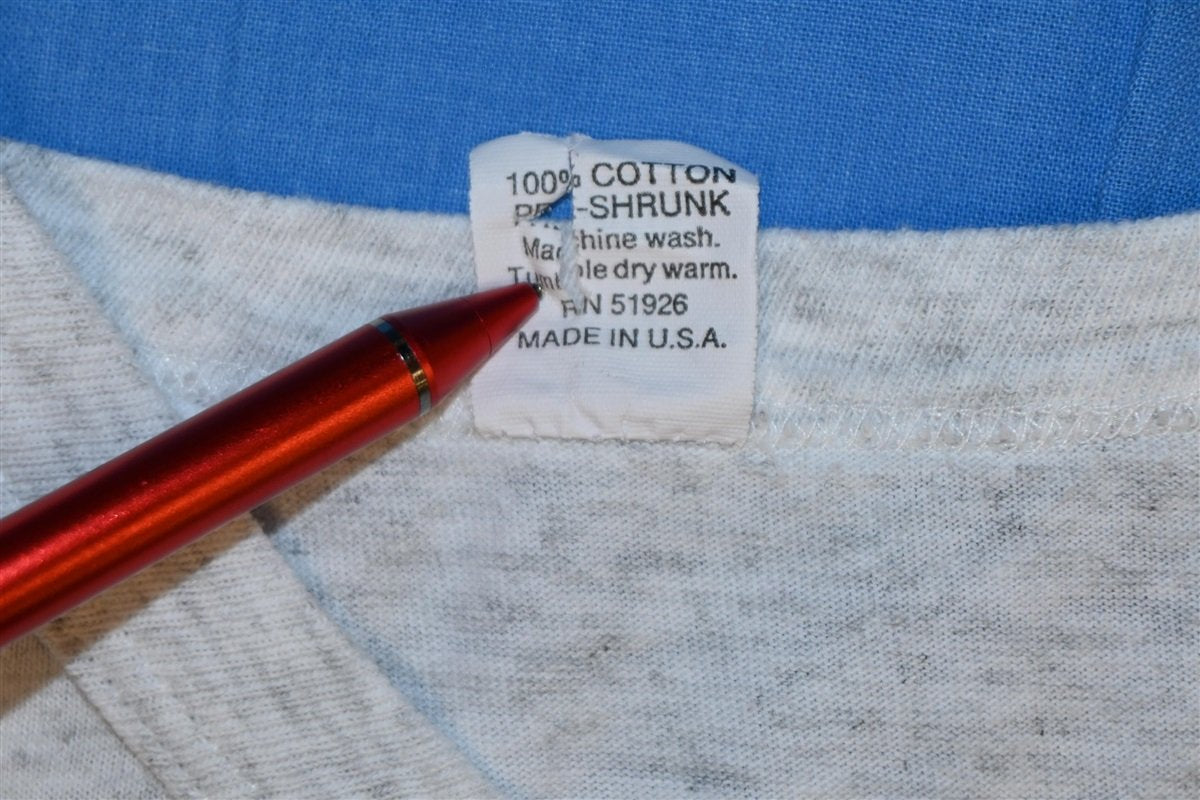 100% COTTON
PRE-SHRUNK
Machine wash.
Tumble dry warm.
RN 51926
MADE IN U.S.A.